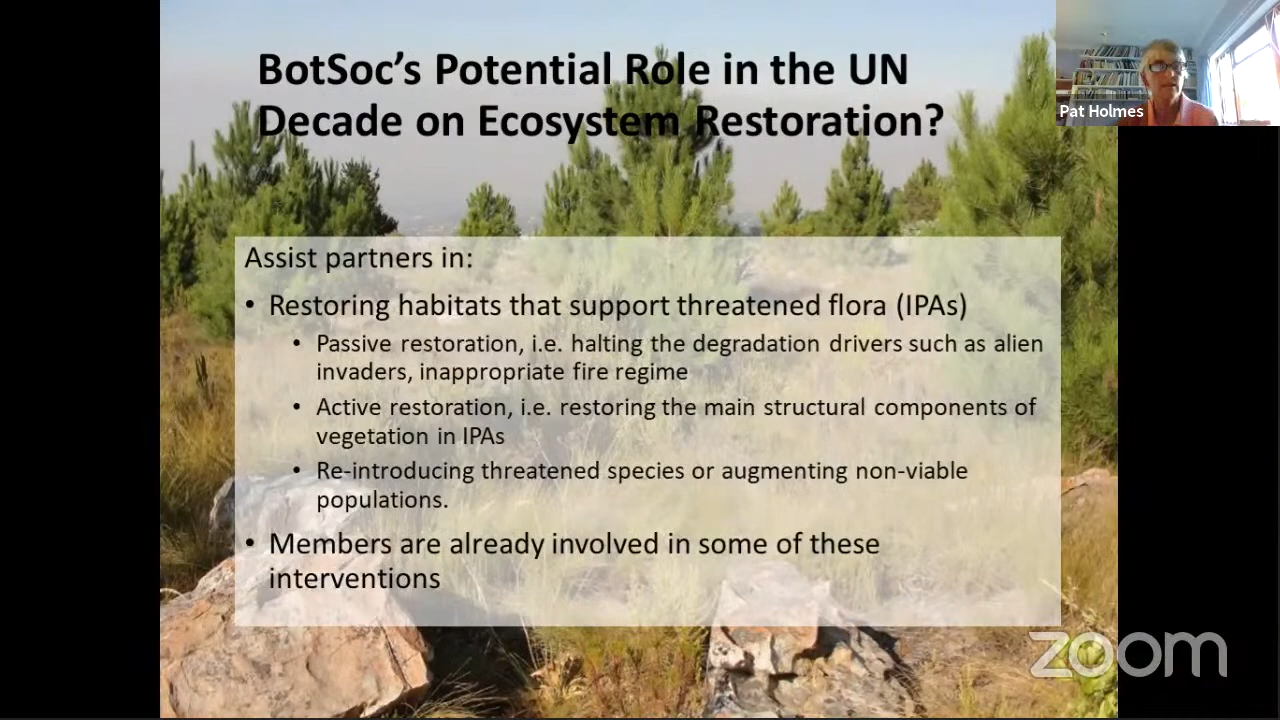 BotSoc's Potential Role in the UN
Decade on Ecosystem Restoration?
Pat Holmes
Assist partners in:
• Restoring habitats that support threatened flora (IPAs)
• Passive restoration, i.e. halting the degradation drivers such as alien
invaders, inappropriate fire regime
• Active restoration, i.e. restoring the main structural components of
vegetation in IPAs
• Re-introducing threatened species or augmenting non-viable
populations.
• Members are already involved in some of these
interventions
zoom